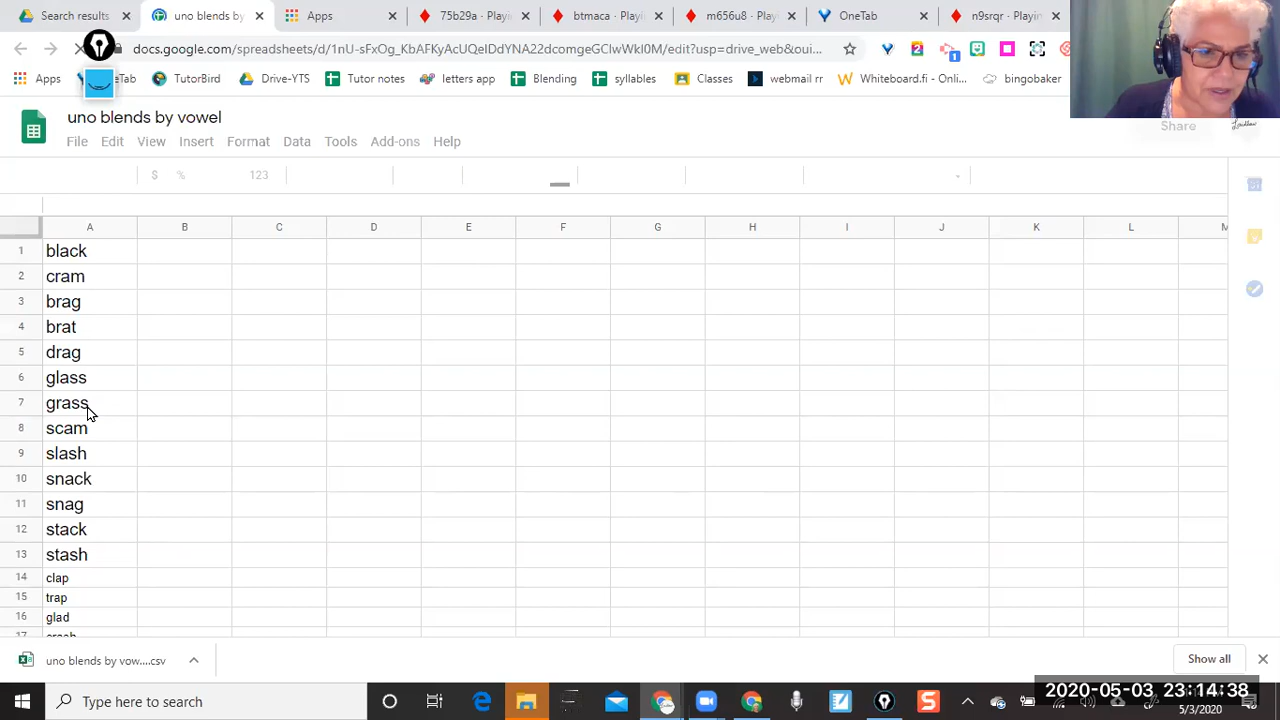 Search results
uno blends by vowel
Apps
75b29a · Playi
btmaca · Playi
m656u8 · Playi
OneTab
n9srqr · Playi
docs.google.com/spreadsheets/d/1nU-sFxOg_KbAFKyAcUQeIDdYNA22dcomgeGClwWkI0M/edit?usp=drive_web&oui...
Apps
neTab
TutorBird
Drive-YTS
Tutor notes
letters app
Blending
syllables
Classes
webmail rr
Whiteboard.fi - Onli...
bingobaker
uno blends by vowel
Share
File Edit View Insert Format Data Tools Add-ons Help
$ % 123
A B C D E F G H I J K L M
1 black
2 cram
3 brag
4 brat
5 drag
6 glass
7 grass
8 scam
9 slash
10 snack
11 snag
12 stack
13 stash
14 clap
15 trap
16 glad
17 crash
uno blends by vow....csv
Show all
Type here to search
2020-05-03, 23:14:38
5/3/2020